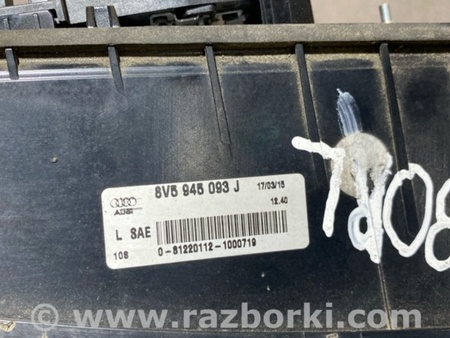 8V5 945 093 J 17/03/15
Audi 12.40
L SAE
108 0-81220112-1000719
www.razborki.com